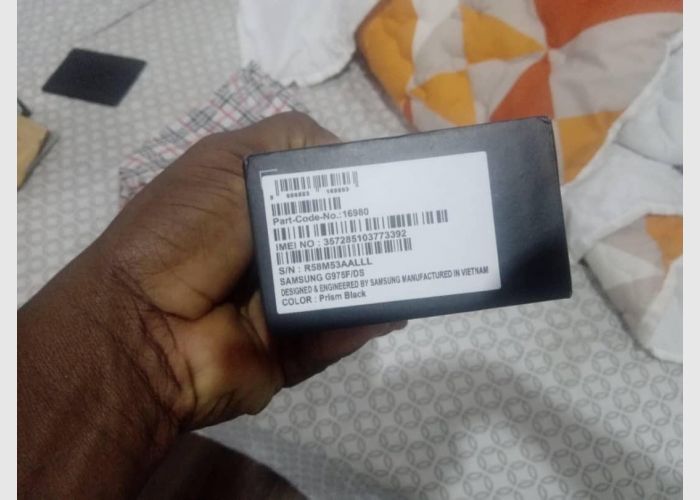 Part-Code-No.:16980
IMEI NO : 357285103773392
S/N : R58M53AALLL
SAMSUNG G975F/DS
DESIGNED & ENGINEERED BY SAMSUNG MANUFACTURED IN VIETNAM
COLOR : Prism Black